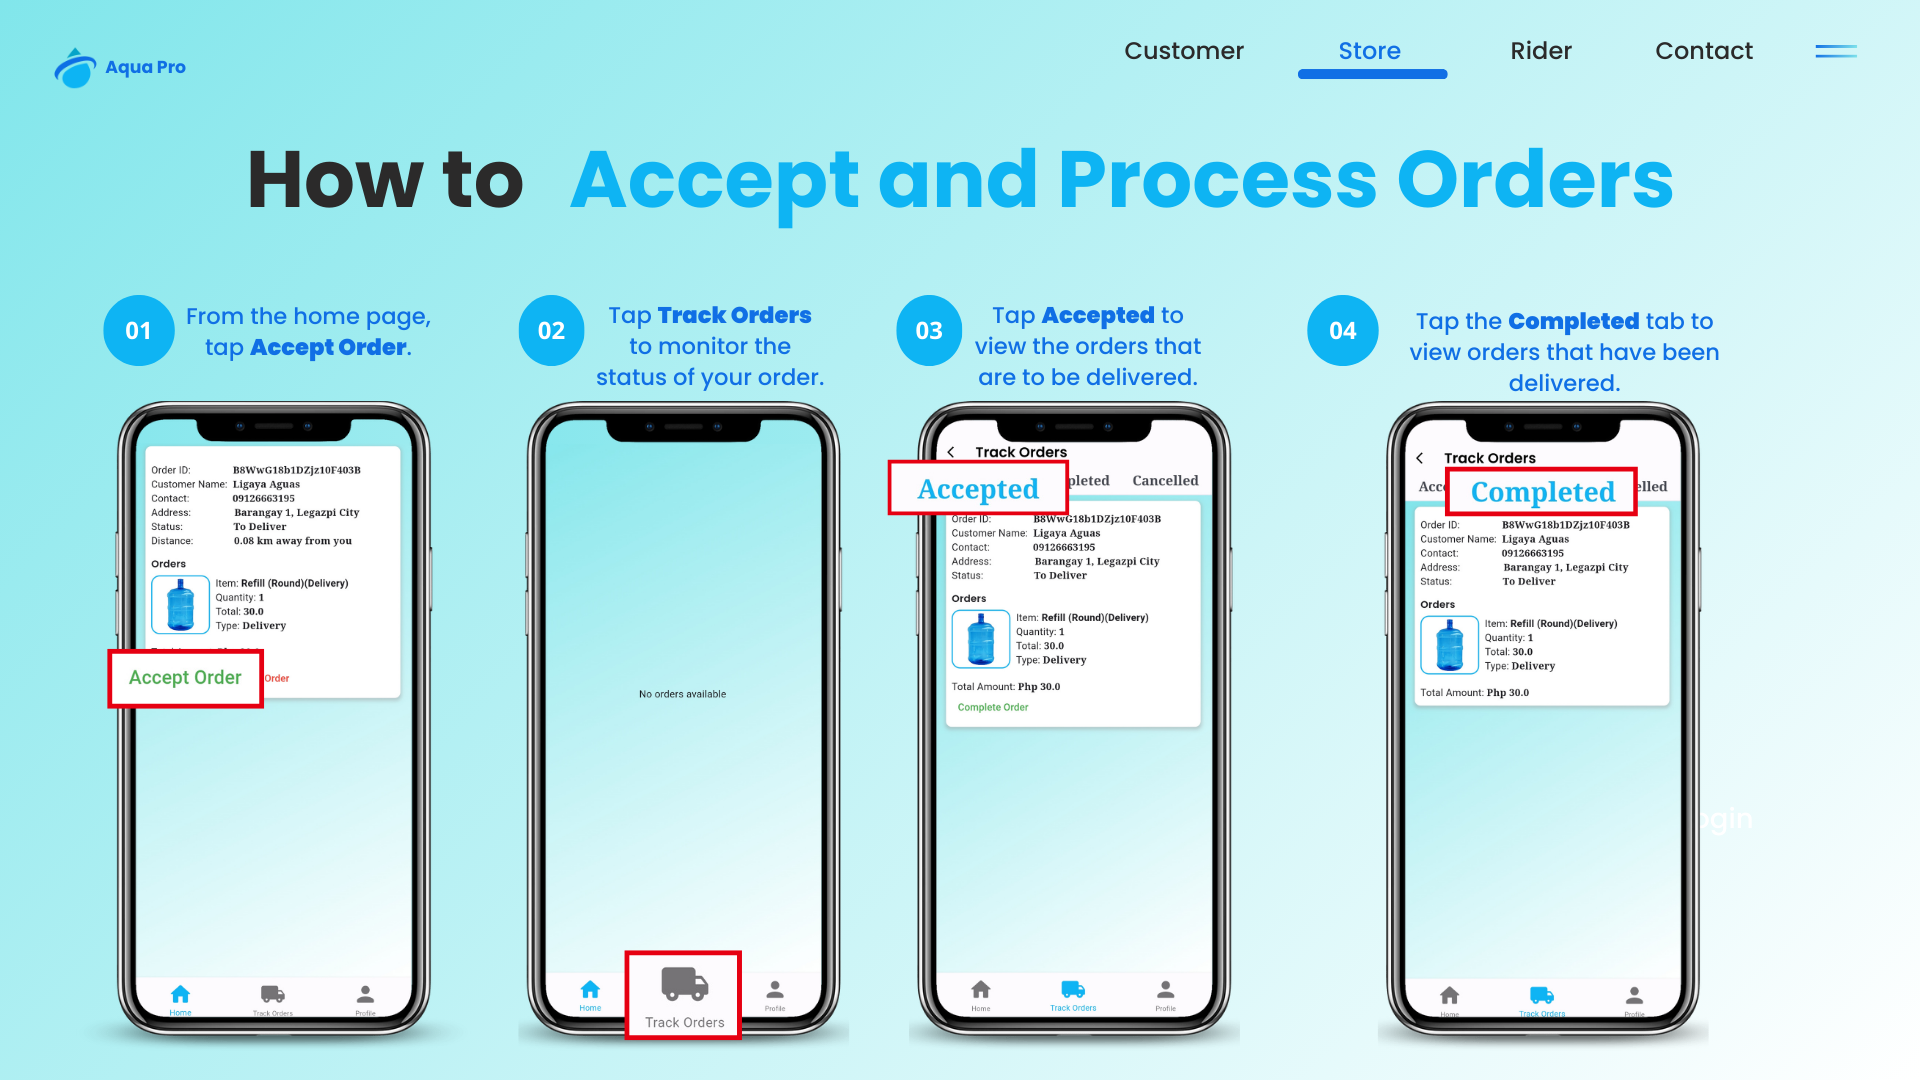 Aqua Pro
Customer
Store
Rider
Contact
How to Accept and Process Orders
01
From the home page,
tap Accept Order.
02
Tap Track Orders
to monitor the
status of your order.
03
Tap Accepted to
view the orders that
are to be delivered.
04
Tap the Completed tab to
view orders that have been
delivered.
Order ID: B8WwG18b1DZjz10F403B
Customer Name: Ligaya Aguas
Contact: 09126663195
Address: Barangay 1, Legazpi City
Status: To Deliver
Distance: 0.08 km away from you
Orders
Item: Refill (Round)(Delivery)
Quantity: 1
Total: 30.0
Type: Delivery
Accept Order
Order
Home
Track Orders
Profile
No orders available
Home
Track Orders
Profile
Track Orders
Accepted
pleted
Cancelled
Order ID: B8WwG18b1DZjz10F403B
Customer Name: Ligaya Aguas
Contact: 09126663195
Address: Barangay 1, Legazpi City
Status: To Deliver
Orders
Item: Refill (Round)(Delivery)
Quantity: 1
Total: 30.0
Type: Delivery
Total Amount: Php 30.0
Complete Order
Home
Track Orders
Profile
Track Orders
Acc
Completed
elled
Order ID: B8WwG18b1DZjz10F403B
Customer Name: Ligaya Aguas
Contact: 09126663195
Address: Barangay 1, Legazpi City
Status: To Deliver
Orders
Item: Refill (Round)(Delivery)
Quantity: 1
Total: 30.0
Type: Delivery
Total Amount: Php 30.0
Home
Track Orders
Profile
ogin